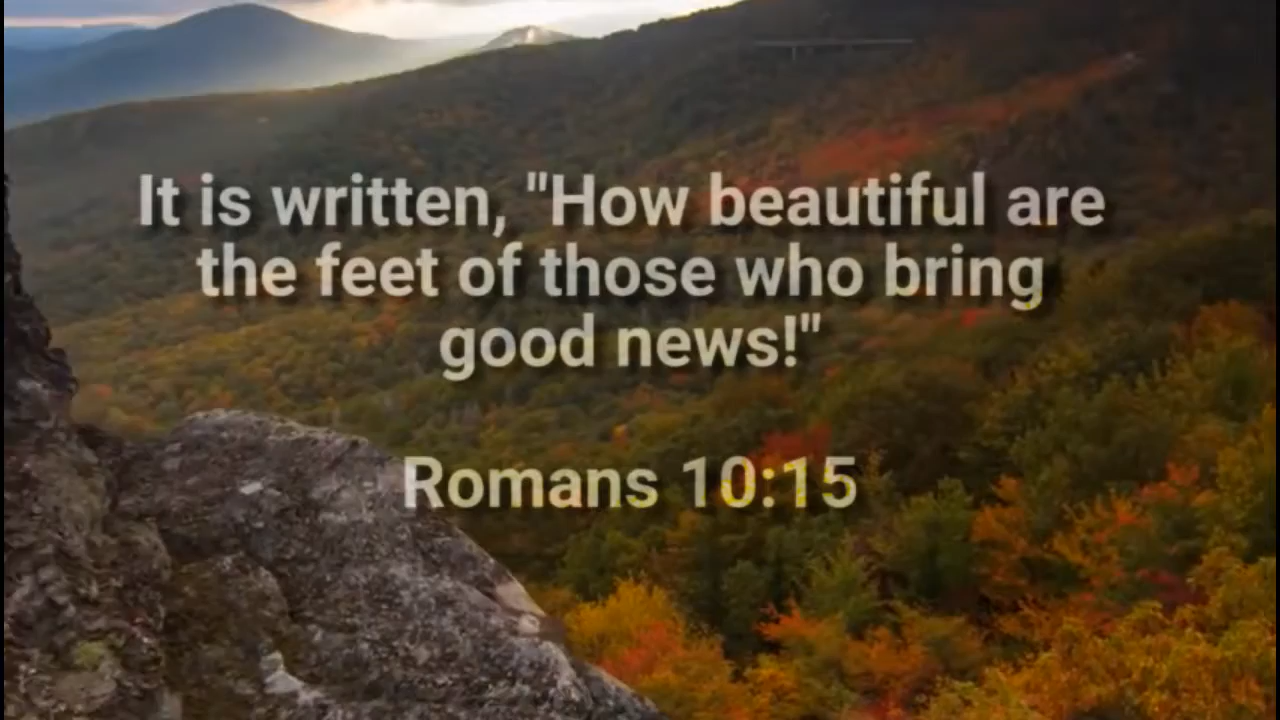 It is written, "How beautiful are
the feet of those who bring
good news!"
Romans 10:15